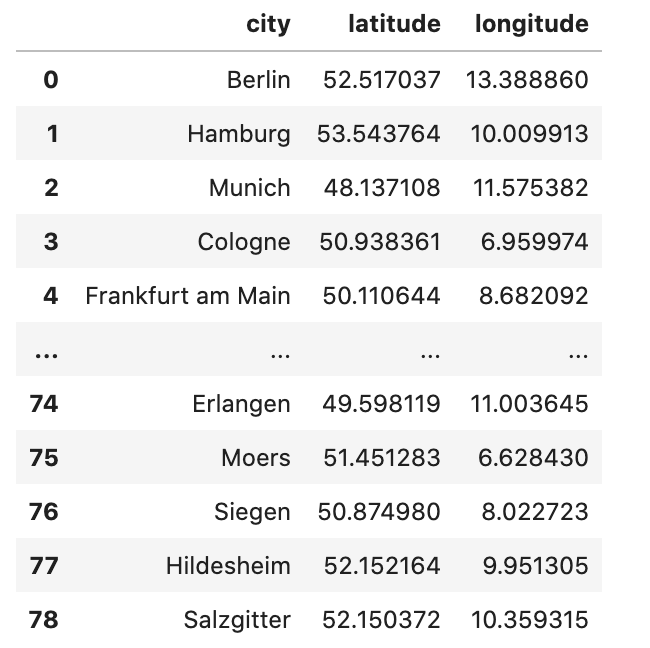 city latitude longitude
0 Berlin 52.517037 13.388860
1 Hamburg 53.543764 10.009913
2 Munich 48.137108 11.575382
3 Cologne 50.938361 6.959974
4 Frankfurt am Main 50.110644 8.682092
... ... ... ...
74 Erlangen 49.598119 11.003645
75 Moers 51.451283 6.628430
76 Siegen 50.874980 8.022723
77 Hildesheim 52.152164 9.951305
78 Salzgitter 52.150372 10.359315